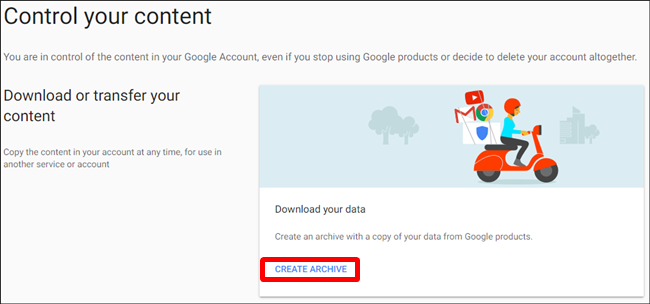 Control your content
You are in control of the content in your Google Account, even if you stop using Google products or decide to delete your account altogether.
Download or transfer your
content
Copy the content in your account at any time, for use in
another service or account
Download your data
Create an archive with a copy of your data from Google products.
CREATE ARCHIVE